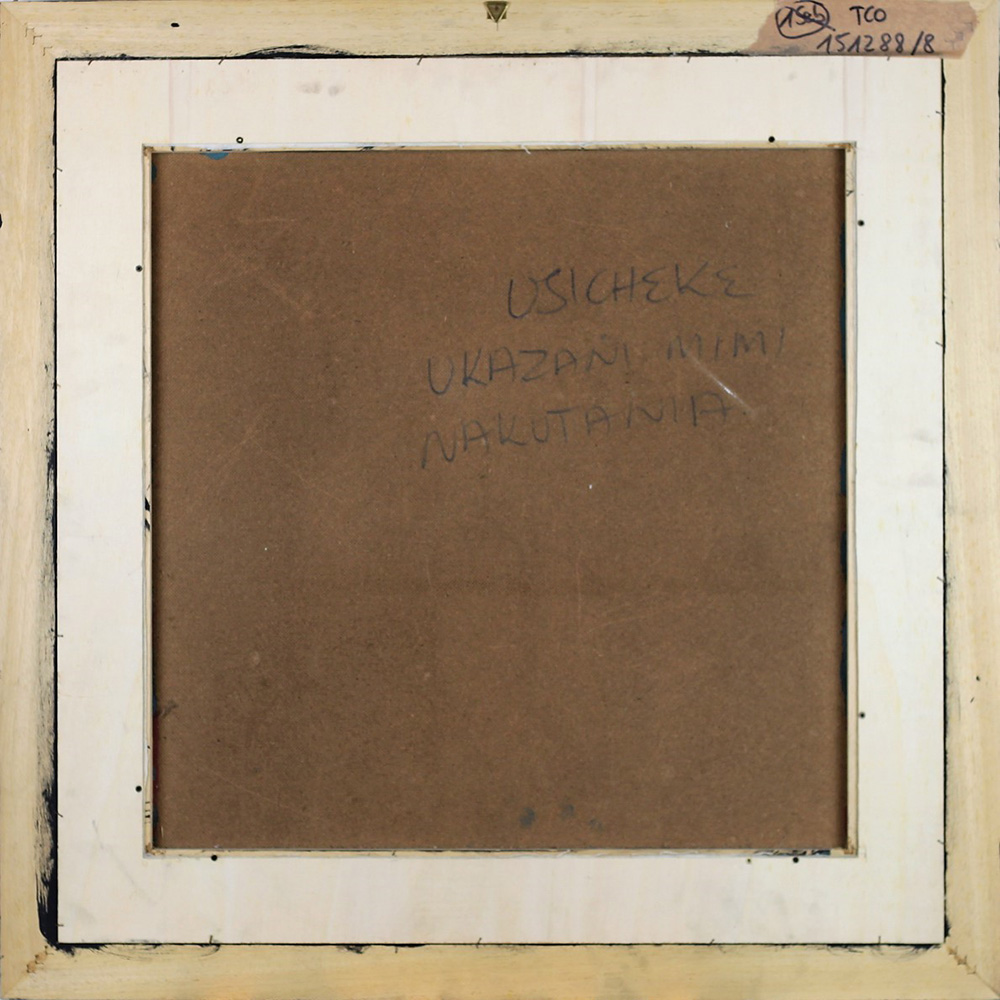 TCO
151288/8
USICHEKE
UKAZANI MIMI
NAKUTANIA